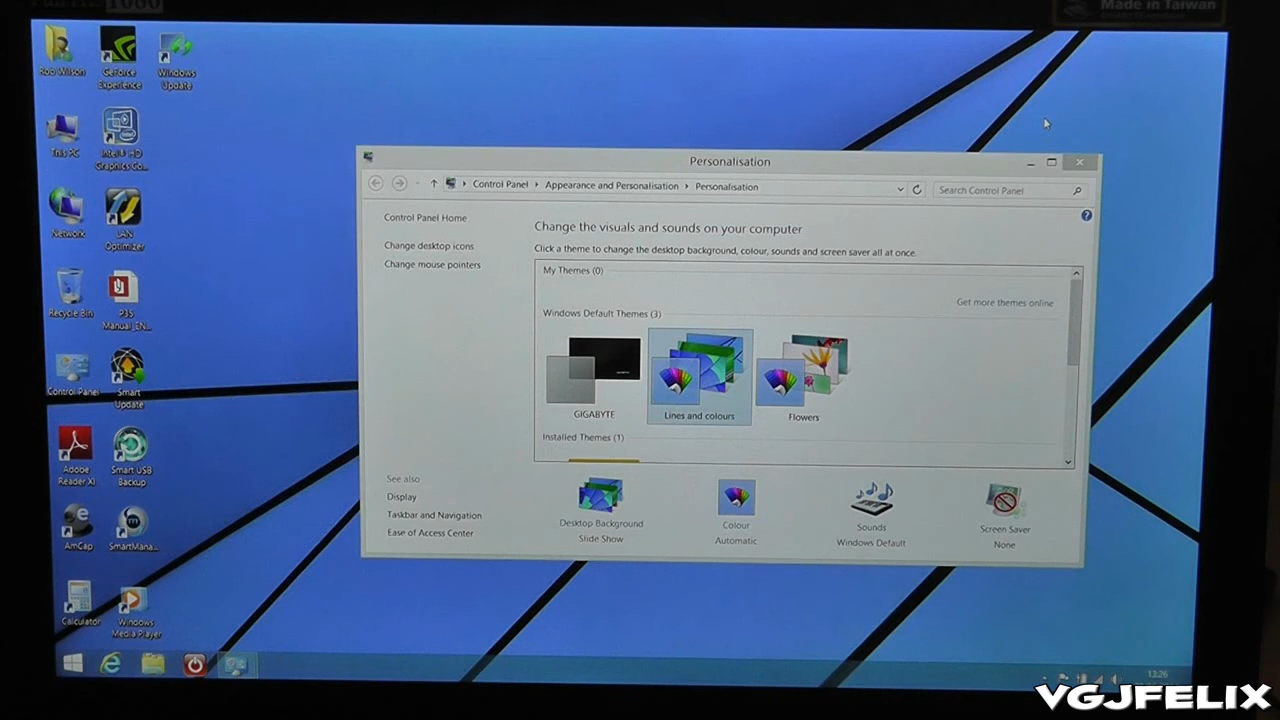 Full HD 1080
Made in Taiwan
Rob Wilson
GeForce
Experience
Windows
Update
This PC
Intel® HD
Graphics Co...
Network
LAN
Optimizer
Recycle Bin
P35
Manual_EN...
Control Panel
Smart
Update
Adobe
Reader XI
Smart USB
Backup
AmCap
SmartMana...
Calculator
Windows
Media Player
Personalisation
Control Panel
Appearance and Personalisation
Personalisation
Search Control Panel
Control Panel Home
Change desktop icons
Change mouse pointers
Change the visuals and sounds on your computer
Click a theme to change the desktop background, colour, sounds and screen saver all at once.
My Themes (0)
Get more themes online
Windows Default Themes (3)
GIGABYTE
Lines and colours
Flowers
Installed Themes (1)
See also
Display
Taskbar and Navigation
Ease of Access Center
Desktop Background
Slide Show
Colour
Automatic
Sounds
Windows Default
Screen Saver
None
13:26
VGJFELIX